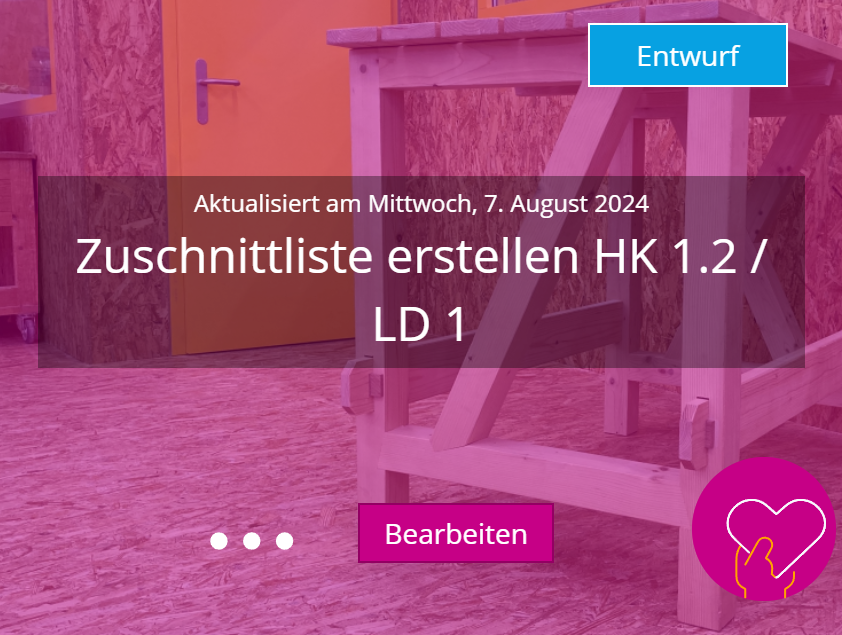 Entwurf
Aktualisiert am Mittwoch, 7. August 2024
Zuschnittliste erstellen HK 1.2 /
LD 1
Bearbeiten